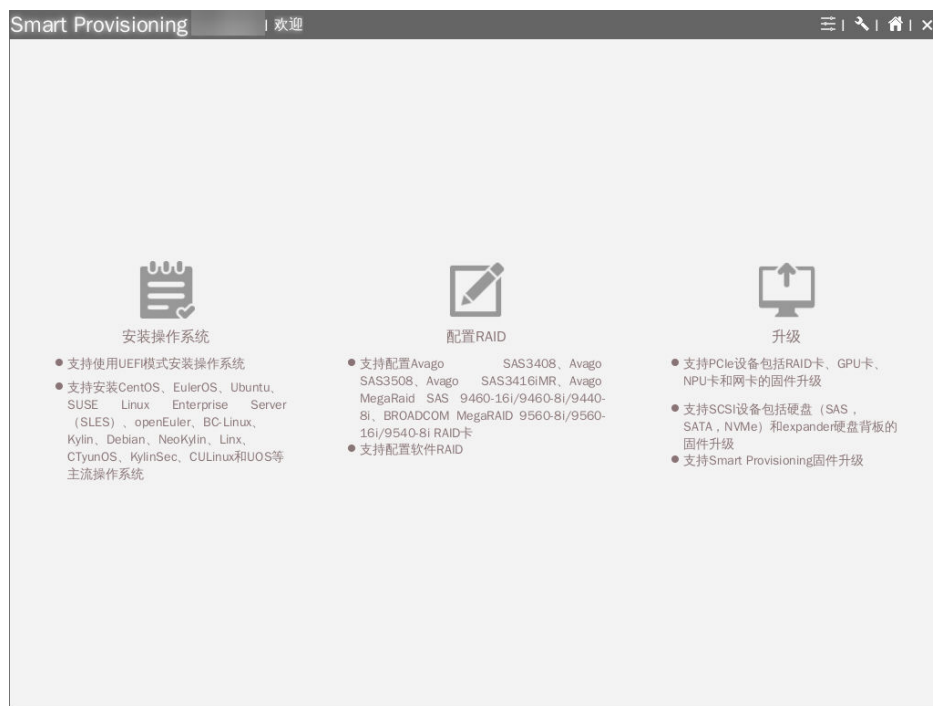 Smart Provisioning
欢迎
安装操作系统
支持使用UEFI模式安装操作系统
支持安装CentOS、EulerOS、Ubuntu、
SUSE Linux Enterprise Server
（SLES）、openEuler、BC-Linux、
Kylin、Debian、NeoKylin、Linx、
CTyunOS、KylinSec、CULinux和UOS等
主流操作系统
配置RAID
支持配置Avago SAS3408、Avago
SAS3508、Avago SAS3416iMR、Avago
MegaRaid SAS 9460-16i/9460-8i/9440-
8i、BROADCOM MegaRAID 9560-8i/9560-
16i/9540-8i RAID卡
支持配置软件RAID
升级
支持PCIe设备包括RAID卡、GPU卡、
NPU卡和网卡的固件升级
支持SCSI设备包括硬盘（SAS，
SATA，NVMe）和expander硬盘背板的
固件升级
支持Smart Provisioning固件升级